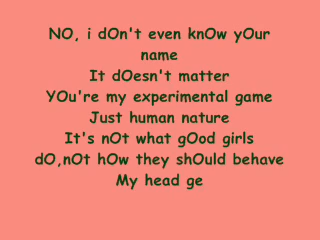 NO, i dOn't even knOw yOur
name
It dOesn't matter
YOu're my experimental game
Just human nature
It's nOt what gOod girls
dO,nOt hOw they shOuld behave
My head ge